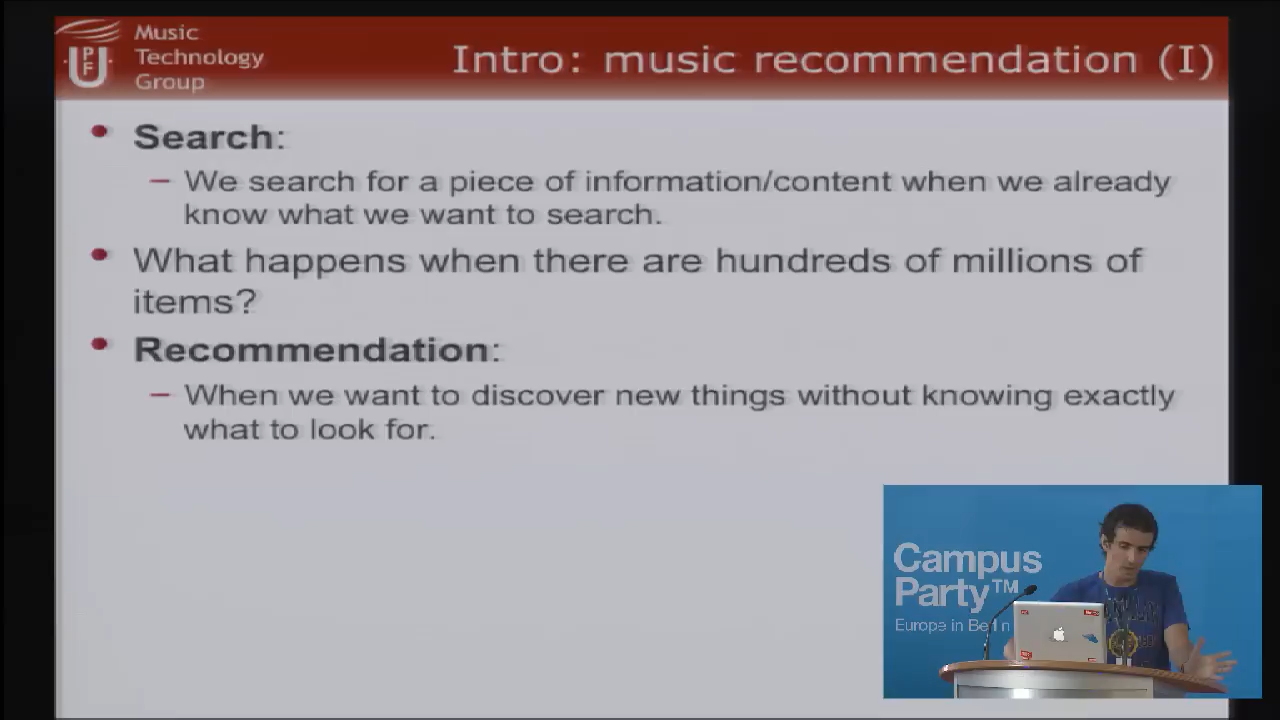 Music
Technology
Group
UPF
Intro: music recommendation (I)
• Search:
– We search for a piece of information/content when we already
know what we want to search.
• What happens when there are hundreds of millions of
items?
• Recommendation:
– When we want to discover new things without knowing exactly
what to look for.
Campus
Party™
Europe in Berlin